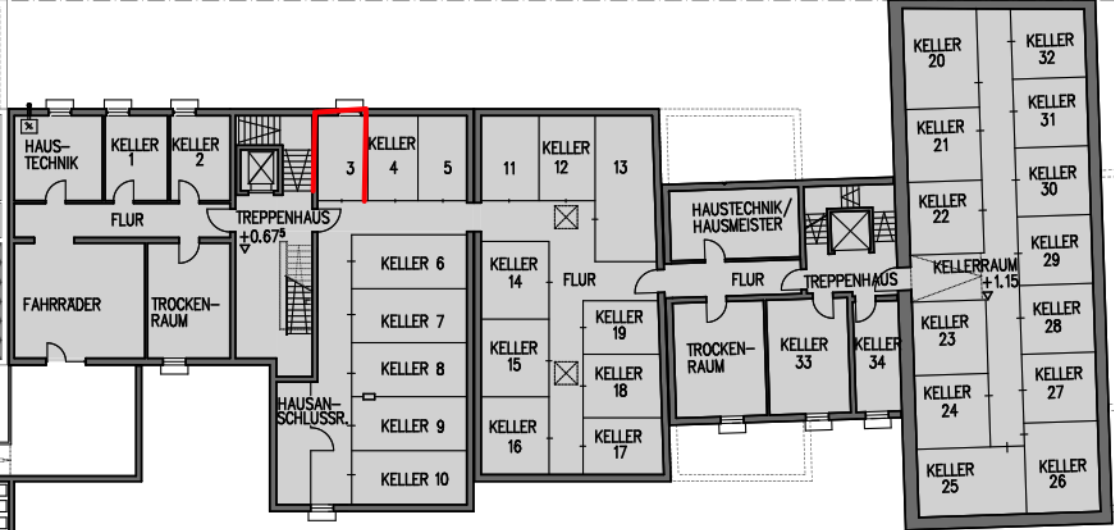 HAUS-
TECHNIK
KELLER
1
KELLER
2
3
KELLER
4
5
FLUR
TREPPENHAUS
+0.67⁵
FAHRRÄDER
TROCKEN-
RAUM
KELLER 6
KELLER 7
KELLER 8
KELLER 9
KELLER 10
HAUSAN-
SCHLUSSR.
11
KELLER
12
13
KELLER
14
FLUR
KELLER
15
KELLER
16
KELLER
19
KELLER
18
KELLER
17
HAUSTECHNIK/
HAUSMEISTER
FLUR
TREPPENHAUS
TROCKEN-
RAUM
KELLER
33
KELLER
34
KELLER
20
KELLER
21
KELLER
22
KELLERRAUM
+1.15
KELLER
23
KELLER
24
KELLER
25
KELLER
32
KELLER
31
KELLER
30
KELLER
29
KELLER
28
KELLER
27
KELLER
26